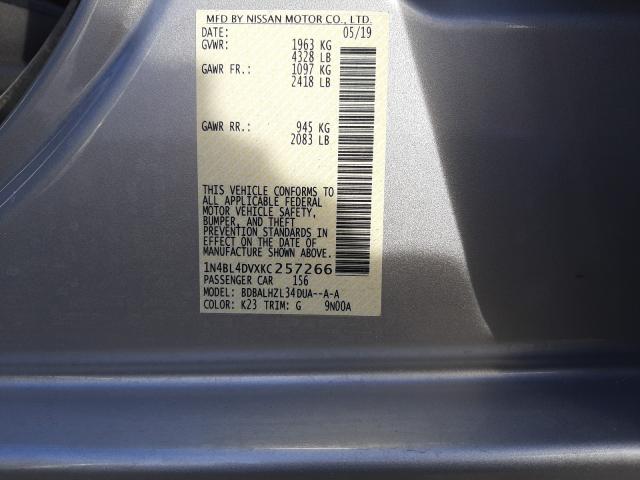 MFD BY NISSAN MOTOR CO., LTD.
DATE: 05/19
GVWR: 1963 KG
4328 LB
GAWR FR.: 1097 KG
2418 LB
GAWR RR.: 945 KG
2083 LB
THIS VEHICLE CONFORMS TO
ALL APPLICABLE FEDERAL
MOTOR VEHICLE SAFETY,
BUMPER, AND THEFT
PREVENTION STANDARDS IN
EFFECT ON THE DATE OF
MANUFACTURE SHOWN ABOVE.
1N4BL4DVXKC257266
PASSENGER CAR 156
MODEL: BDBALHZL34DUA--A-A
COLOR: K23 TRIM: G 9N00A